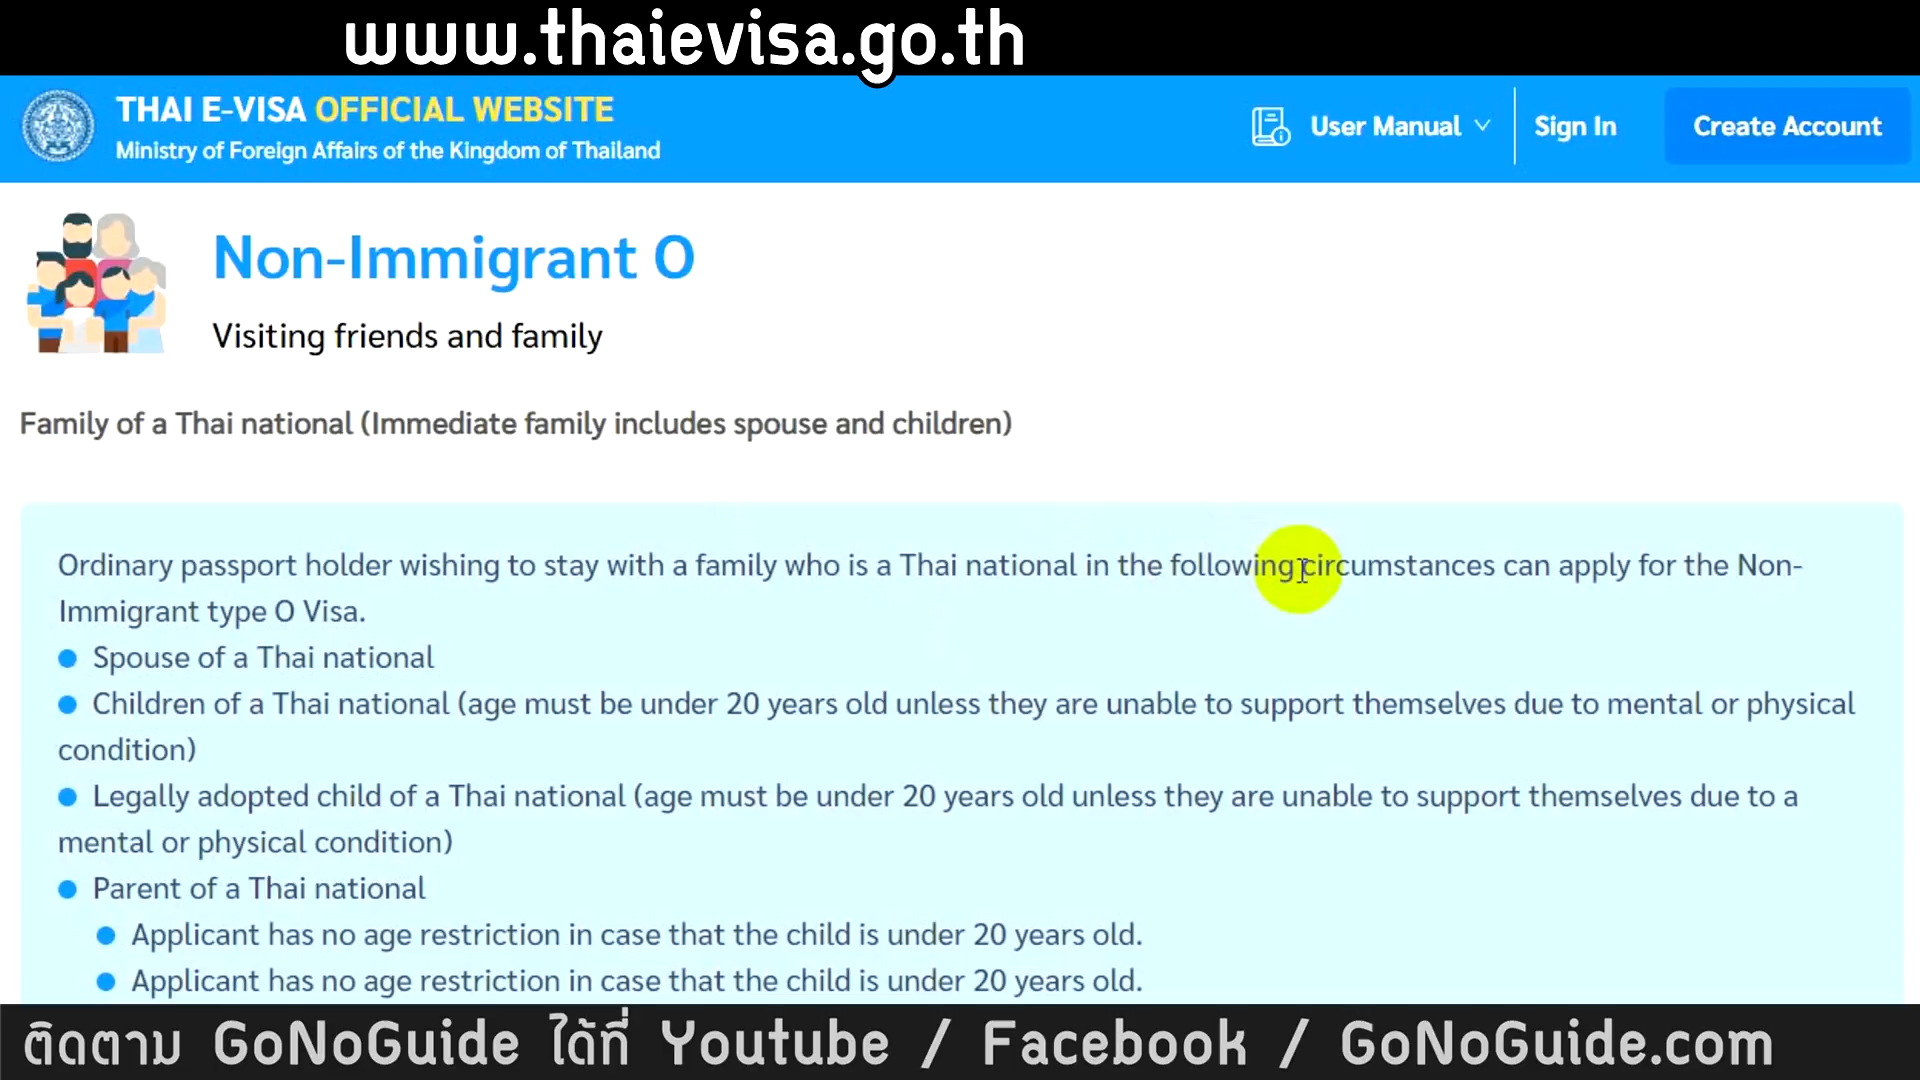 www.thaievisa.go.th
THAI E-VISA OFFICIAL WEBSITE
Ministry of Foreign Affairs of the Kingdom of Thailand
User Manual
Sign In
Create Account
Non-Immigrant O
Visiting friends and family
Family of a Thai national (Immediate family includes spouse and children)
Ordinary passport holder wishing to stay with a family who is a Thai national in the following circumstances can apply for the Non-
Immigrant type O Visa.
Spouse of a Thai national
Children of a Thai national (age must be under 20 years old unless they are unable to support themselves due to mental or physical
condition)
Legally adopted child of a Thai national (age must be under 20 years old unless they are unable to support themselves due to a
mental or physical condition)
Parent of a Thai national
Applicant has no age restriction in case that the child is under 20 years old.
Applicant has no age restriction in case that the child is under 20 years old.
ติดตาม GoNoGuide ได้ที่ Youtube / Facebook / GoNoGuide.com